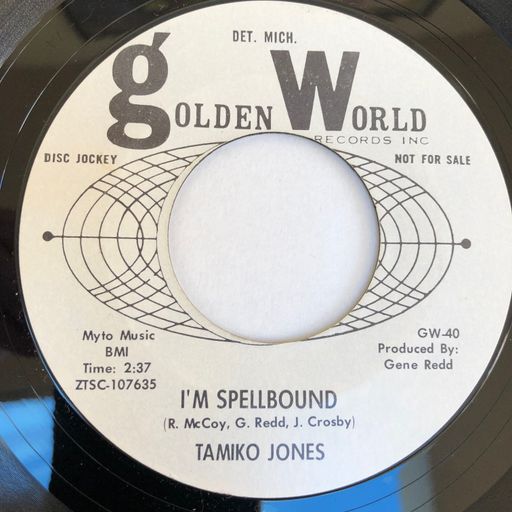 DET. MICH.
gOLDEN WORLD
RECORDS INC
DISC JOCKEY
NOT FOR SALE
Myto Music
BMI
Time: 2:37
ZTSC-107635
GW-40
Produced By:
Gene Redd
I'M SPELLBOUND
(R. McCoy, G. Redd, J. Crosby)
TAMIKO JONES